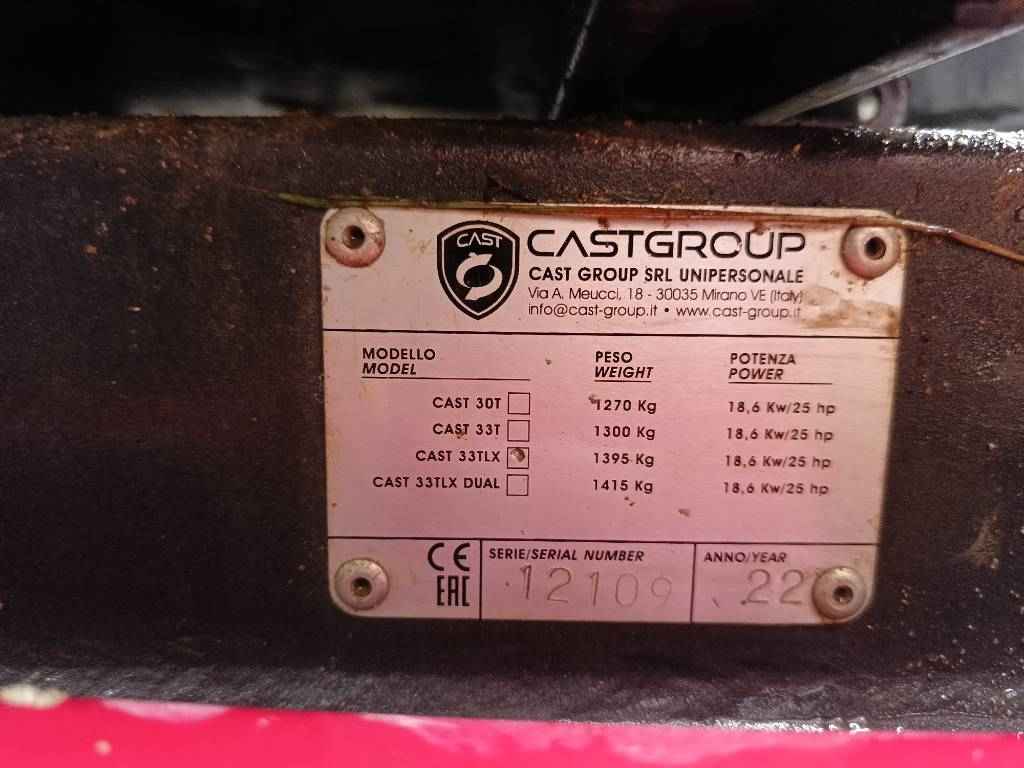 CAST
CASTGROUP
CAST GROUP SRL UNIPERSONALE
Via A. Meucci, 18 - 30035 Mirano VE (Italy)
info@cast-group.it • www.cast-group.it
MODELLO PESO POTENZA
MODEL WEIGHT POWER
CAST 30T 1270 Kg 18,6 Kw/25 hp
CAST 33T 1300 Kg 18,6 Kw/25 hp
CAST 33TLX 1395 Kg 18,6 Kw/25 hp
CAST 33TLX DUAL 1415 Kg 18,6 Kw/25 hp
CE
EAC
SERIE/SERIAL NUMBER
12109
ANNO/YEAR
22